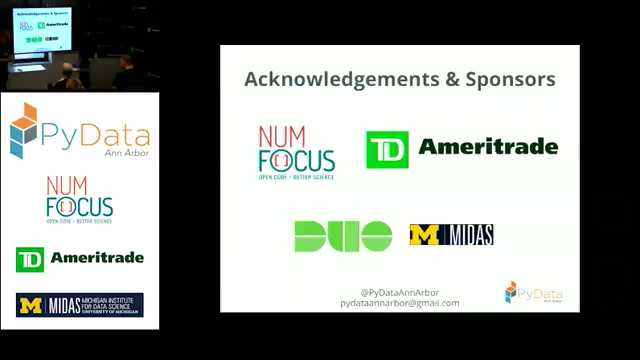 PyData
Ann Arbor
NUM
FOCUS
OPEN CODE = BETTER SCIENCE
TD Ameritrade
M MIDAS
MICHIGAN INSTITUTE
FOR DATA SCIENCE
UNIVERSITY OF MICHIGAN
Acknowledgements & Sponsors
NUM
FOCUS
OPEN CODE = BETTER SCIENCE
TD Ameritrade
DUO
M MIDAS
@PyDataAnnArbor
pydataannarbor@gmail.com
PyData